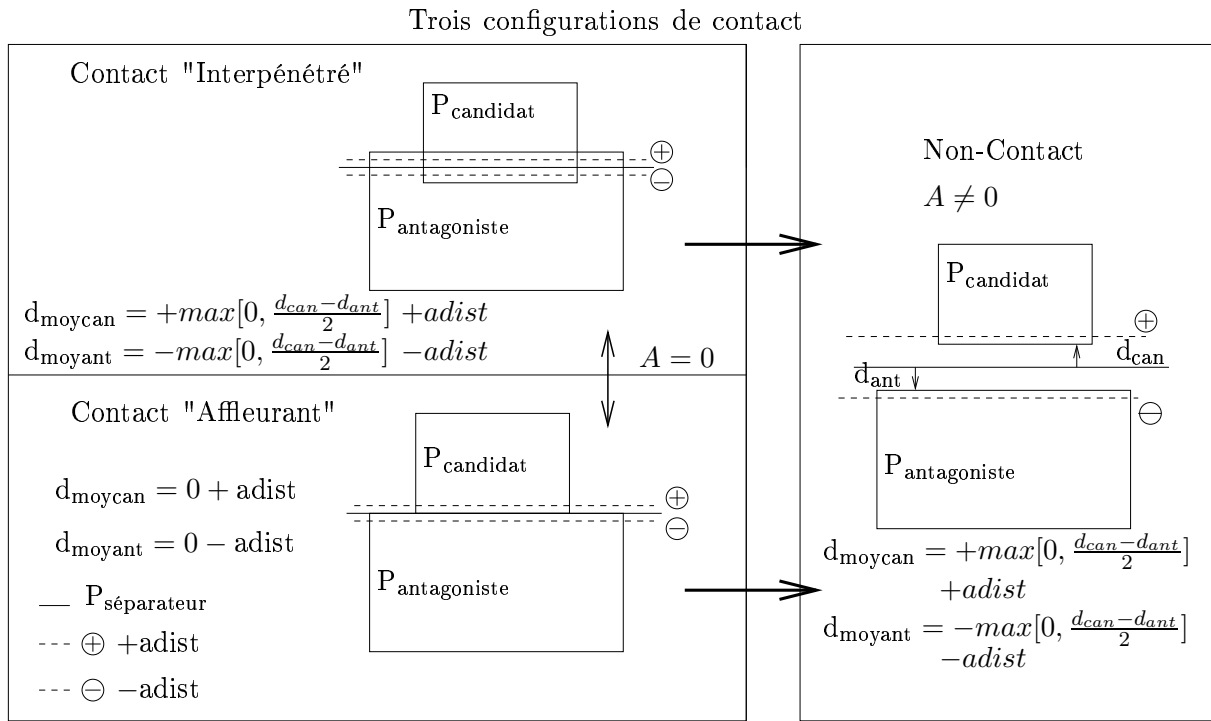 Trois configurations de contact
Contact "Interpénétré"
P_candidat
⊕
⊖
P_antagoniste
d_moycan = +max[0, (d_can−d_ant)/2] +adist
d_moyant = −max[0, (d_can−d_ant)/2] −adist
A = 0
Contact "Affleurant"
P_candidat
d_moycan = 0 + adist
⊕
⊖
d_moyant = 0 − adist
P_antagoniste
P_séparateur
⊕ +adist
⊖ −adist
Non-Contact
A ≠ 0
P_candidat
⊕
d_can
d_ant
⊖
P_antagoniste
d_moycan = +max[0, (d_can−d_ant)/2]
+adist
d_moyant = −max[0, (d_can−d_ant)/2]
−adist